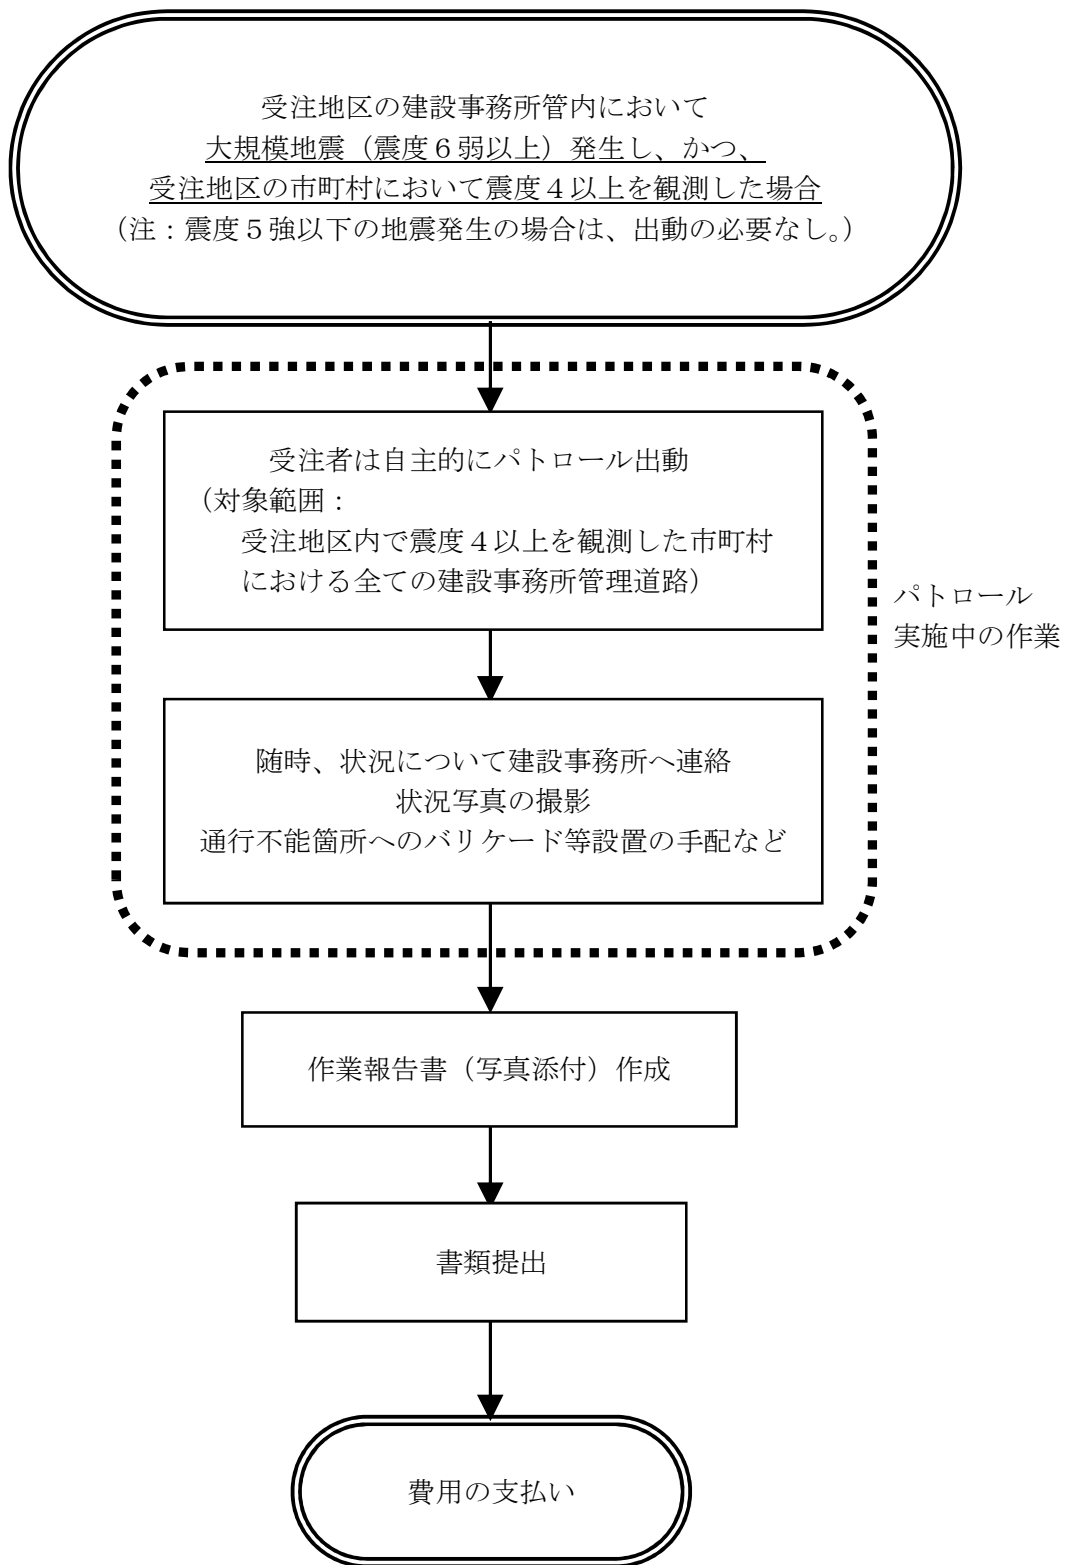 受注地区の建設事務所管内において
大規模地震（震度６弱以上）発生し、かつ、
受注地区の市町村において震度４以上を観測した場合
（注：震度５強以下の地震発生の場合は、出動の必要なし。）
受注者は自主的にパトロール出動
（対象範囲：
受注地区内で震度４以上を観測した市町村
における全ての建設事務所管理道路）
パトロール
実施中の作業
随時、状況について建設事務所へ連絡
状況写真の撮影
通行不能箇所へのバリケード等設置の手配など
作業報告書（写真添付）作成
書類提出
費用の支払い